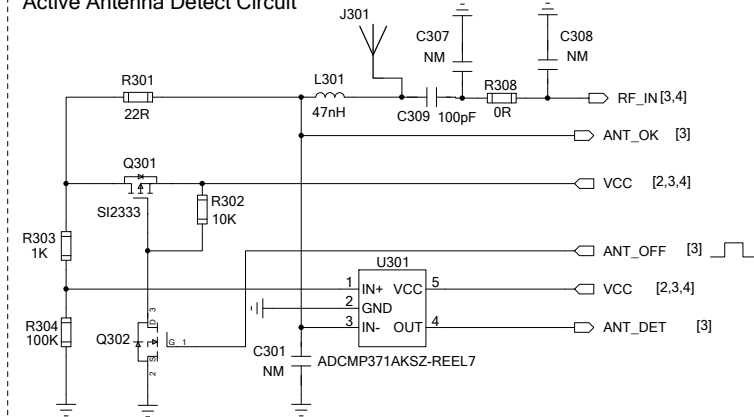 Active Antenna Detect Circuit
J301
C307
NM
C308
NM
R301
22R
L301
47nH
C309
100pF
R308
0R
RF_IN [3,4]
ANT_OK [3]
Q301
SI2333
R302
10K
VCC [2,3,4]
R303
1K
ANT_OFF [3]
U301
1 IN+ VCC 5
VCC [2,3,4]
2 GND
3 IN- OUT 4
ANT_DET [3]
R304
100K
Q302
3
D
G 1
S
2
C301
NM
ADCMP371AKSZ-REEL7